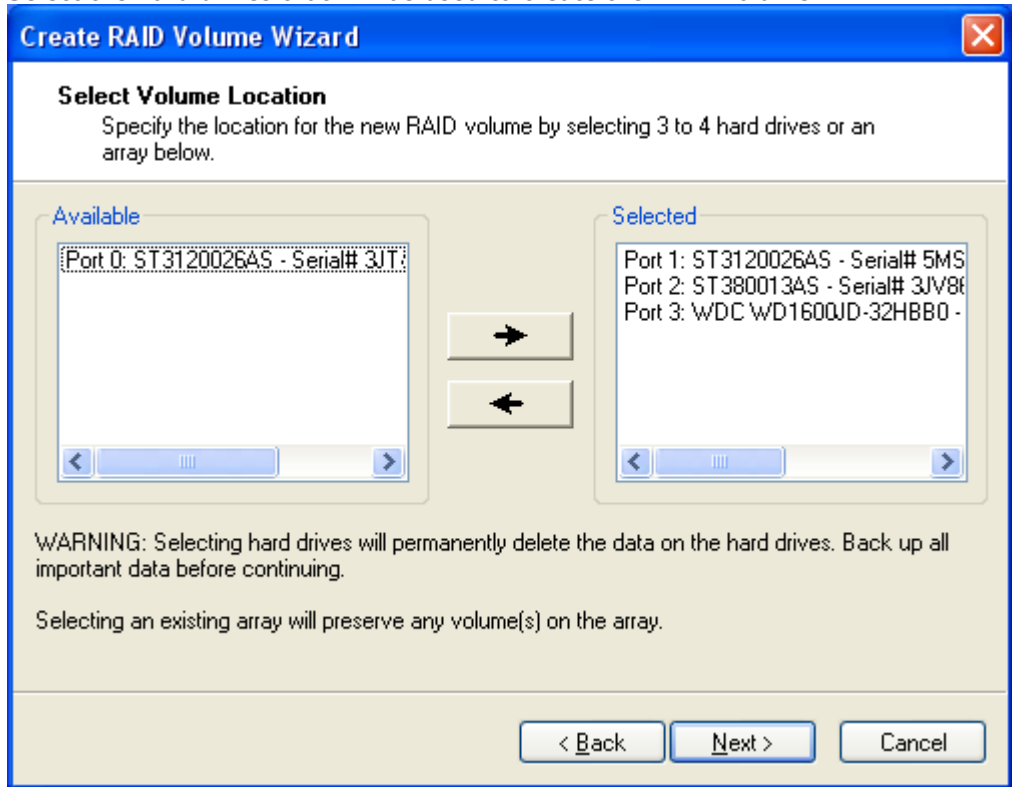 Create RAID Volume Wizard
Select Volume Location
Specify the location for the new RAID volume by selecting 3 to 4 hard drives or an
array below.
Available
Port 0: ST3120026AS - Serial#
Selected
Port 1: ST3120026AS - Serial# 5MS
Port 2: ST380013AS - Serial#
Port 3: WDC WD1600JD-32HBB0 -
WARNING: Selecting hard drives will permanently delete the data on the hard drives. Back up all
important data before continuing.
Selecting an existing array will preserve any volume(s) on the array.
< Back
Next >
Cancel